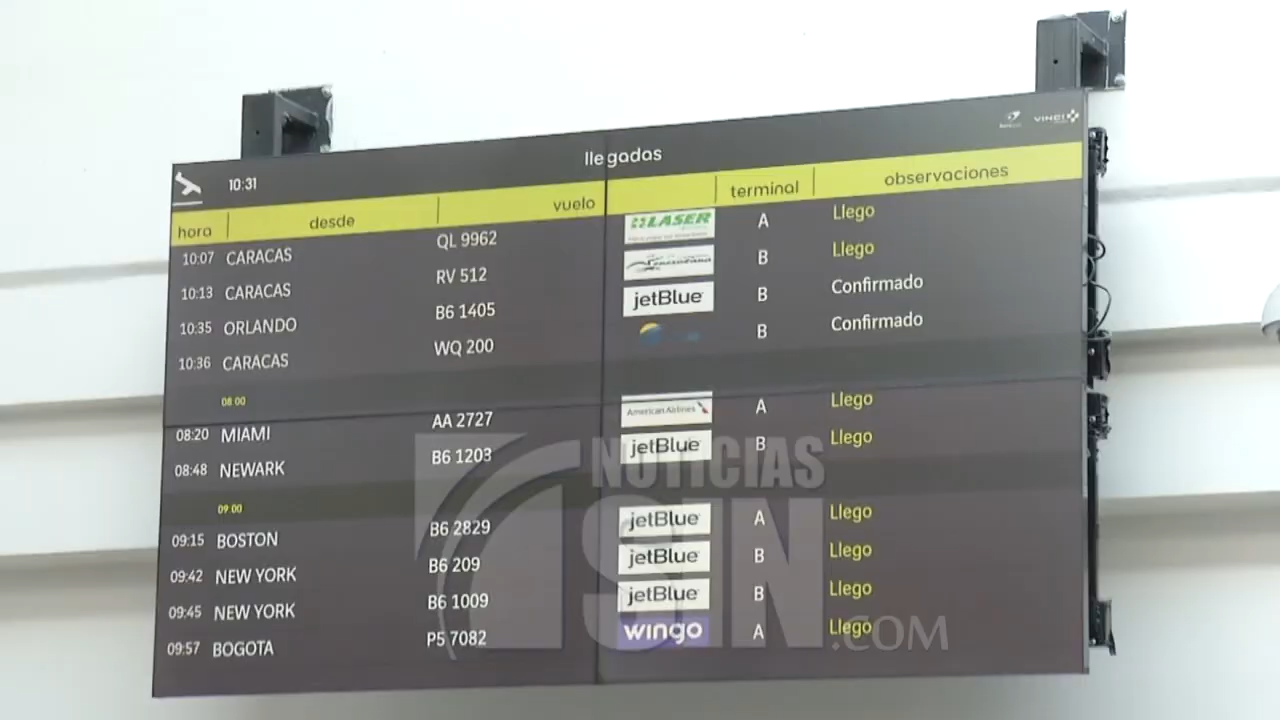 llegadas
10:31
VINCI
hora desde vuelo terminal observaciones
10:07 CARACAS QL 9962 LASER A Llego
10:13 CARACAS RV 512 B Llego
10:35 ORLANDO B6 1405 jetBlue B Confirmado
10:36 CARACAS WQ 200 B Confirmado
08 00
08:20 MIAMI AA 2727 American Airlines A Llego
08:48 NEWARK B6 1203 jetBlue B Llego
09 00
09:15 BOSTON B6 2829 jetBlue A Llego
09:42 NEW YORK B6 209 jetBlue B Llego
09:45 NEW YORK B6 1009 jetBlue B Llego
09:57 BOGOTA P5 7082 wingo A Llego
NOTICIAS
SIN.COM